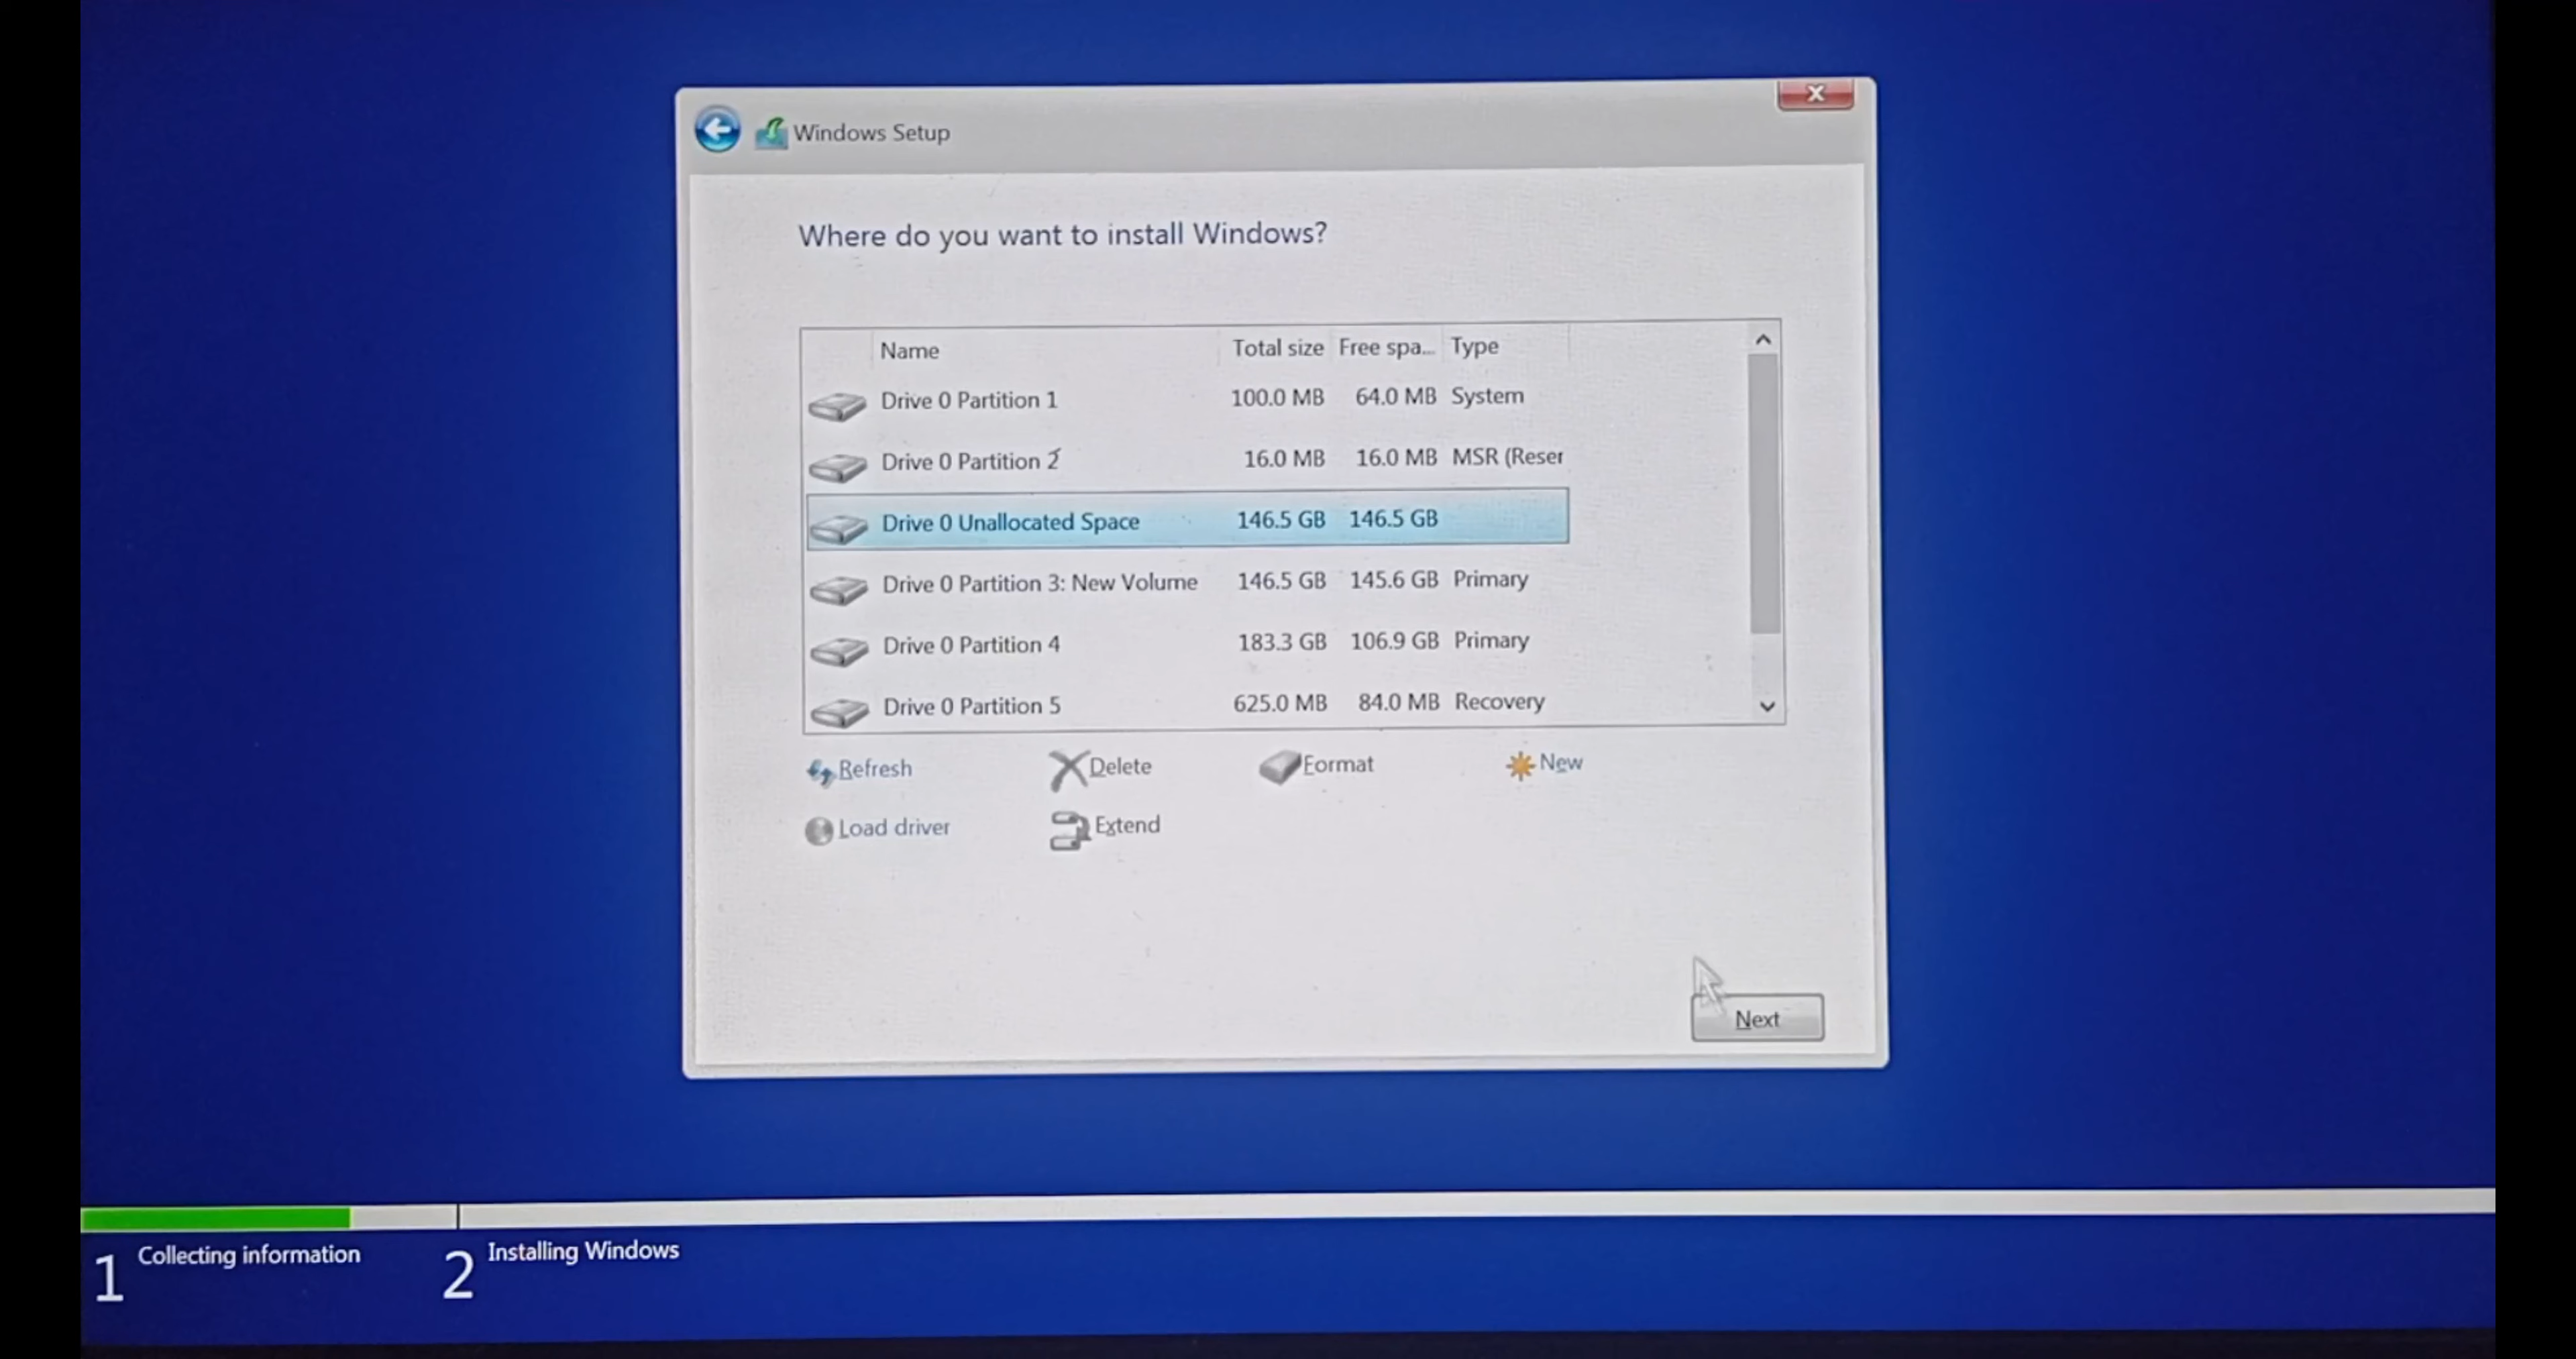 Windows Setup
Where do you want to install Windows?
Name Total size Free spa... Type
Drive 0 Partition 1 100.0 MB 64.0 MB System
Drive 0 Partition 2 16.0 MB 16.0 MB MSR (Reser
Drive 0 Unallocated Space 146.5 GB 146.5 GB
Drive 0 Partition 3: New Volume 146.5 GB 145.6 GB Primary
Drive 0 Partition 4 183.3 GB 106.9 GB Primary
Drive 0 Partition 5 625.0 MB 84.0 MB Recovery
Refresh Delete Format New
Load driver Extend
Next
1 Collecting information 2 Installing Windows